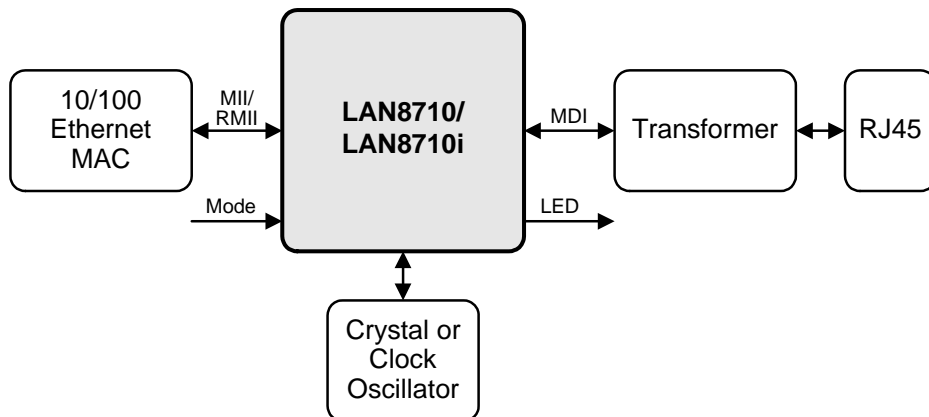 10/100
Ethernet
MAC
MII/
RMII
Mode
LAN8710/
LAN8710i
MDI
LED
Transformer
RJ45
Crystal or
Clock
Oscillator